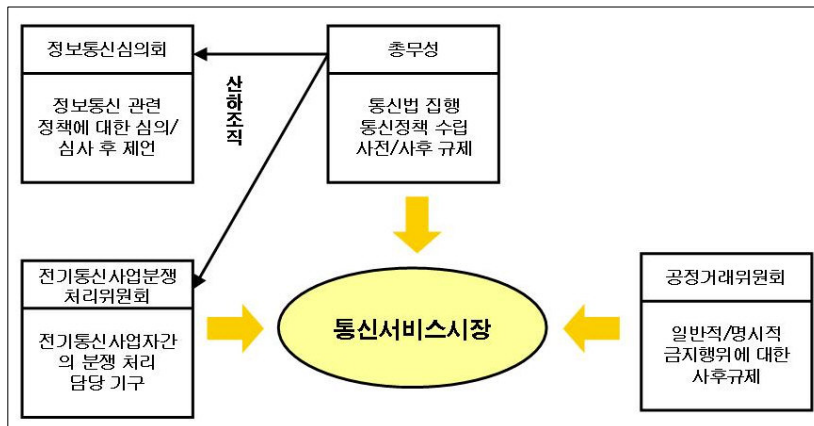 정보통신심의회
정보통신 관련
정책에 대한 심의/
심사 후 제언
산하조직
총무성
통신법 집행
통신정책 수립
사전/사후 규제
전기통신사업분쟁
처리위원회
전기통신사업자간
의 분쟁 처리
담당 기구
통신서비스시장
공정거래위원회
일반적/명시적
금지행위에 대한
사후규제